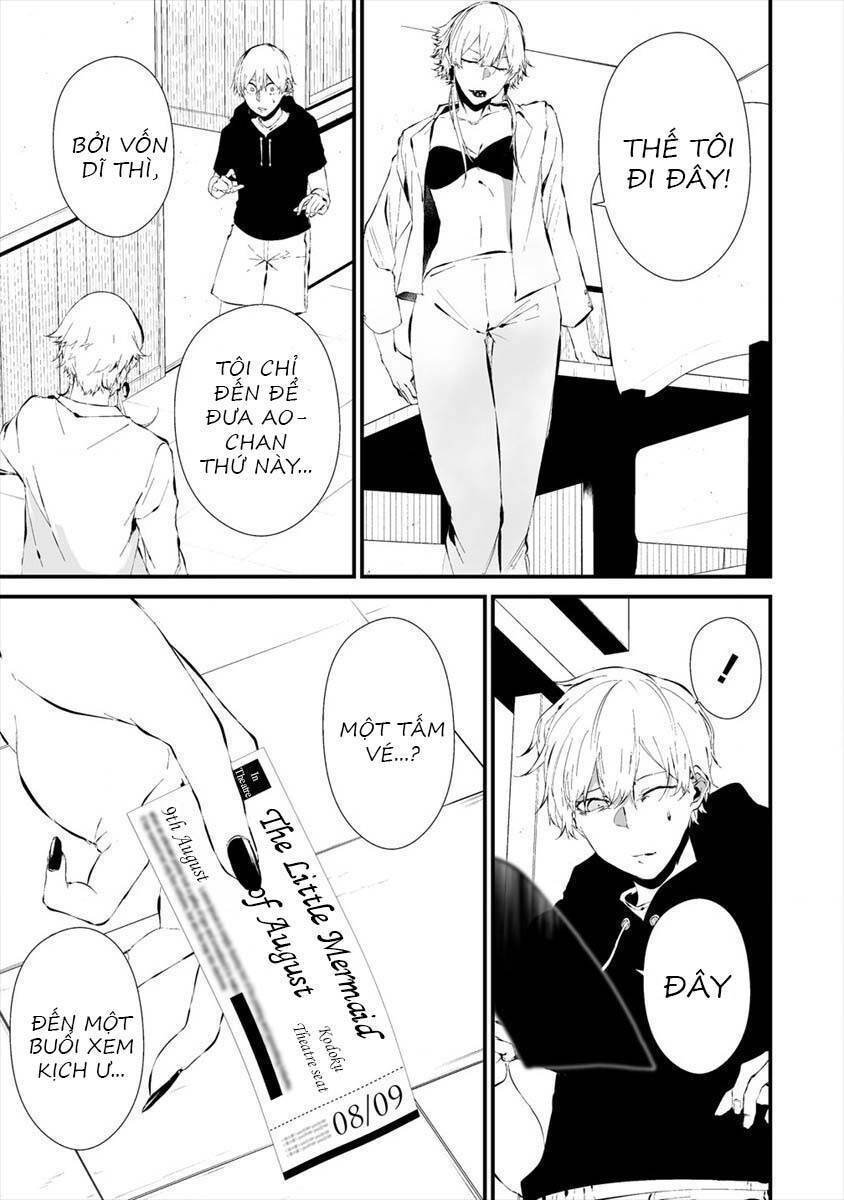 THẾ TÔI
ĐI ĐÂY!
BỞI VỐN
DĨ THÌ,
TÔI CHỈ
ĐẾN ĐỂ
ĐƯA AO-
CHAN
THỨ NÀY...
!
ĐÂY
MỘT TẤM
VÉ...?
In
Theatre
The Little Mermaid
of August
9th August
Kodoku
Theatre seat
08/09
ĐẾN MỘT
BUỔI XEM
KỊCH Ư...